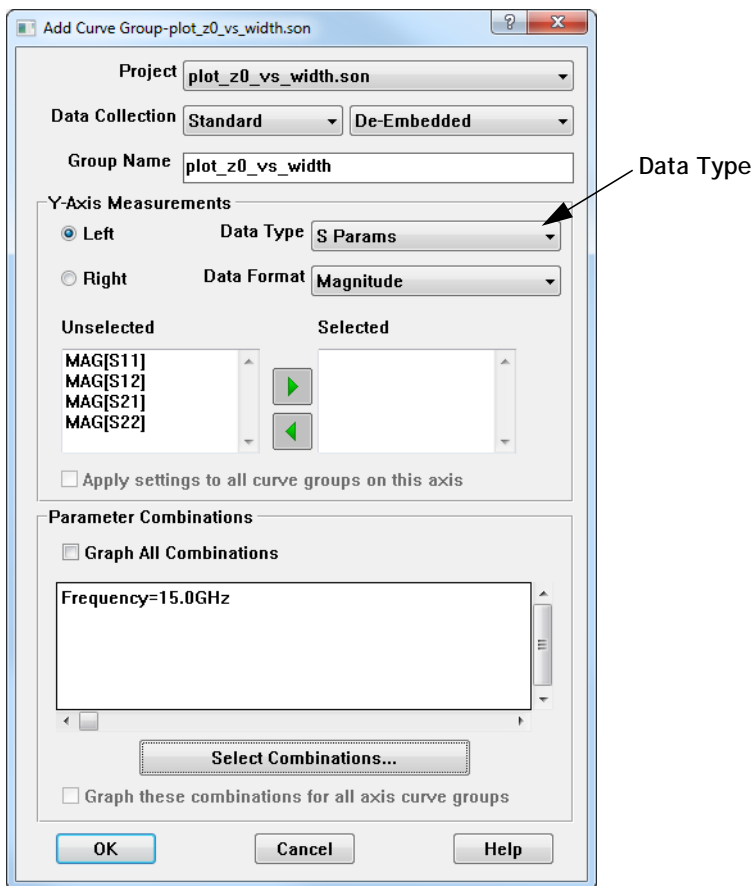 Add Curve Group-plot_z0_vs_width.son
?
Project plot_z0_vs_width.son
Data Collection Standard De-Embedded
Group Name plot_z0_vs_width
Data Type
Y-Axis Measurements
Left Data Type S Params
Right Data Format Magnitude
Unselected Selected
MAG[S11]
MAG[S12]
MAG[S21]
MAG[S22]
Apply settings to all curve groups on this axis
Parameter Combinations
Graph All Combinations
Frequency=15.0GHz
Select Combinations...
Graph these combinations for all axis curve groups
OK Cancel Help